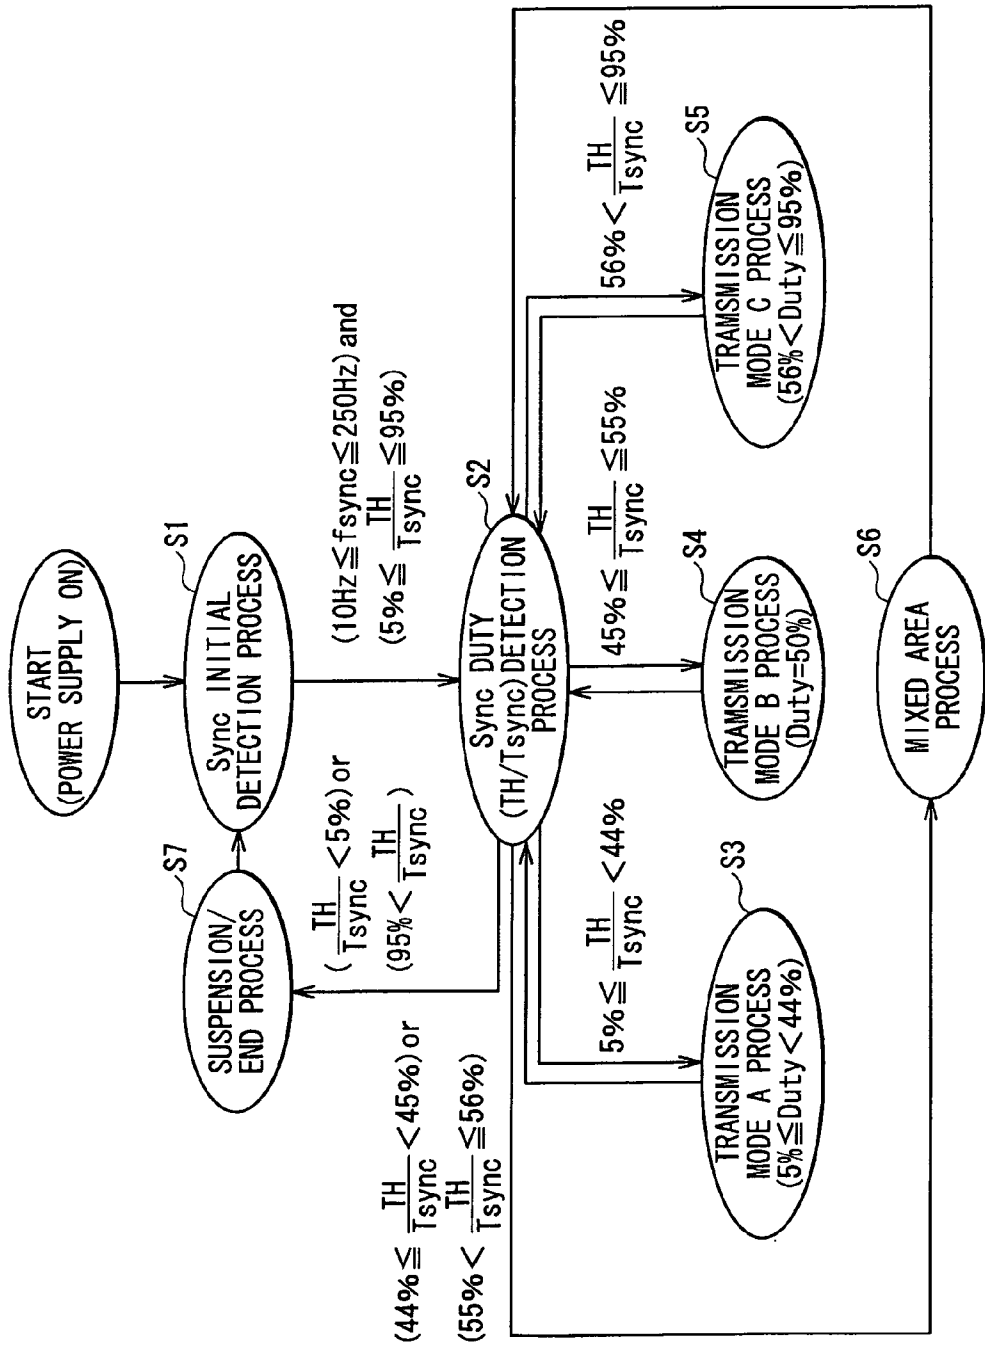 START
(POWER SUPPLY ON)
S1
Sync INITIAL
DETECTION PROCESS
S7
SUSPENSION/
END PROCESS
(10Hz≦fsync≦250Hz) and
(5%≦ TH/Tsync ≦95%)
(TH/Tsync <5%) or
(95%< TH/Tsync)
S2
Sync DUTY
(TH/Tsync) DETECTION
PROCESS
(44%≦ TH/Tsync <45%) or
(55%< TH/Tsync ≦56%)
5%≦ TH/Tsync <44%
45%≦ TH/Tsync ≦55%
56%< TH/Tsync ≦95%
S3
TRANSMISSION
MODE A PROCESS
(5%≦Duty<44%)
S4
TRAMSMISSION
MODE B PROCESS
(Duty=50%)
S5
TRAMSMISSION
MODE C PROCESS
(56%<Duty≦95%)
S6
MIXED AREA
PROCESS